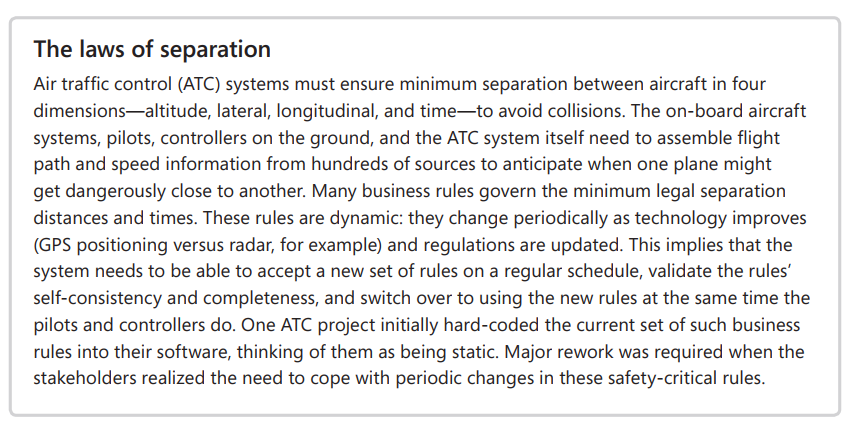 The laws of separation
Air traffic control (ATC) systems must ensure minimum separation between aircraft in four
dimensions—altitude, lateral, longitudinal, and time—to avoid collisions. The on-board aircraft
systems, pilots, controllers on the ground, and the ATC system itself need to assemble flight
path and speed information from hundreds of sources to anticipate when one plane might
get dangerously close to another. Many business rules govern the minimum legal separation
distances and times. These rules are dynamic: they change periodically as technology improves
(GPS positioning versus radar, for example) and regulations are updated. This implies that the
system needs to be able to accept a new set of rules on a regular schedule, validate the rules’
self-consistency and completeness, and switch over to using the new rules at the same time the
pilots and controllers do. One ATC project initially hard-coded the current set of such business
rules into their software, thinking of them as being static. Major rework was required when the
stakeholders realized the need to cope with periodic changes in these safety-critical rules.